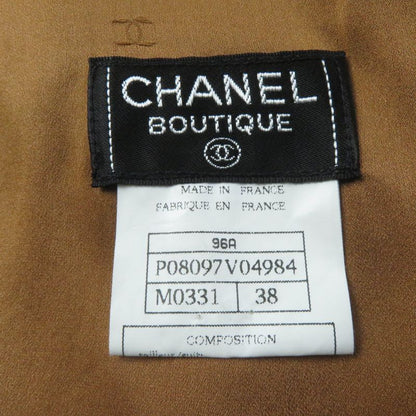 CHANEL
BOUTIQUE
MADE IN FRANCE
FABRIQUE EN FRANCE
96A
P08097V04984
M0331 38
COMPOSITION